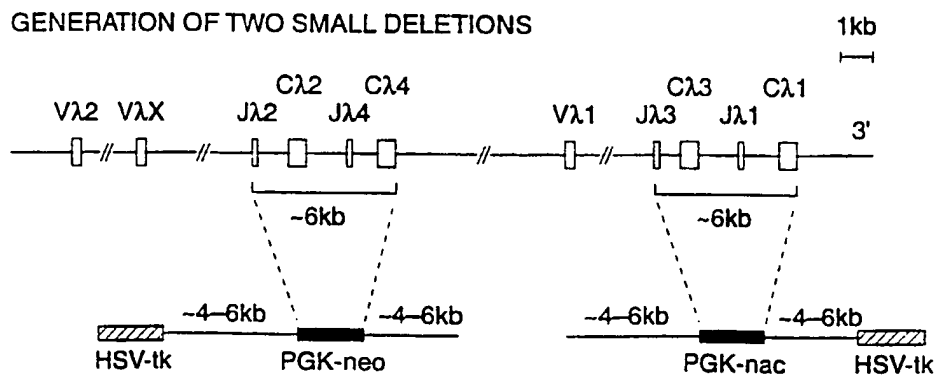 GENERATION OF TWO SMALL DELETIONS
1kb
Cλ2 Cλ4 Cλ3 Cλ1
Vλ2 VλX Jλ2 Jλ4 Vλ1 Jλ3 Jλ1
3'
~6kb ~6kb
~4–6kb ~4–6kb ~4–6kb ~4–6kb
HSV-tk PGK-neo PGK-nac HSV-tk